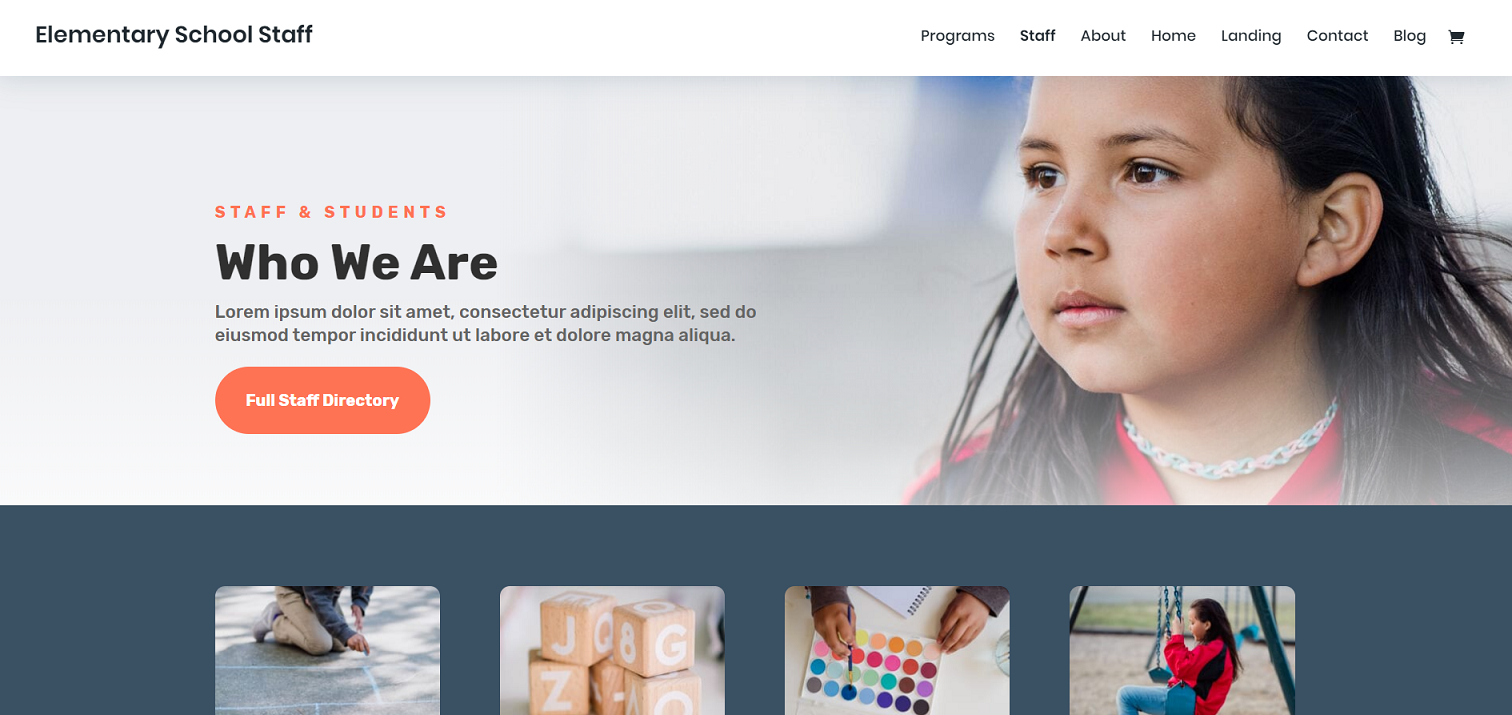 Elementary School Staff
Programs Staff About Home Landing Contact Blog
STAFF & STUDENTS
Who We Are
Lorem ipsum dolor sit amet, consectetur adipiscing elit, sed do
eiusmod tempor incididunt ut labore et dolore magna aliqua.
Full Staff Directory
J Q 8 G
Z